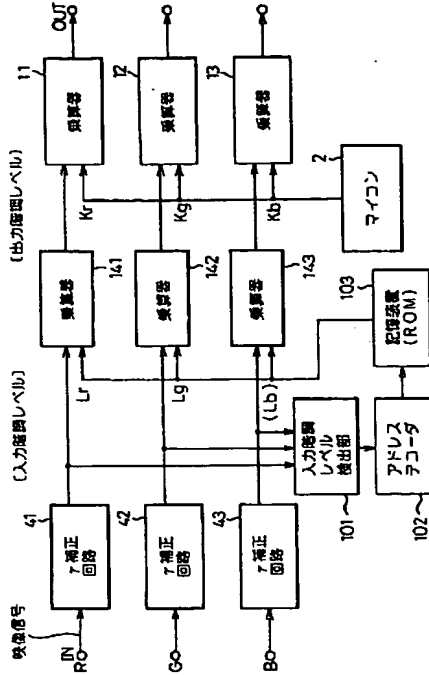 映像信号
〔入力階調レベル〕
〔出力階調レベル〕
IN
R
41
γ補正
回路
Lr
乗算器
141
Kr
乗算器
11
OUT
G
42
γ補正
回路
Lg
乗算器
142
Kg
乗算器
12
B
43
γ補正
回路
(Lb)
乗算器
143
Kb
乗算器
13
入力階調
レベル
検出部
101
アドレス
デコーダ
102
記憶装置
(ROM)
103
マイコン
2